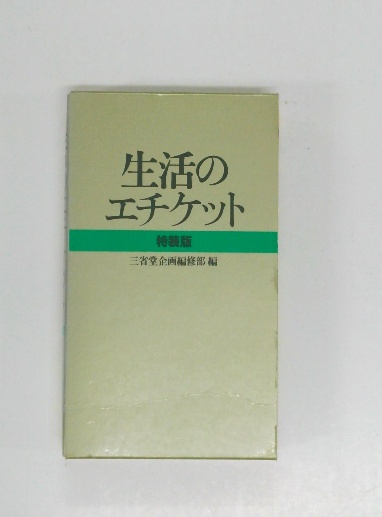 生活の
エチケット
特装版
三省堂企画編修部 編